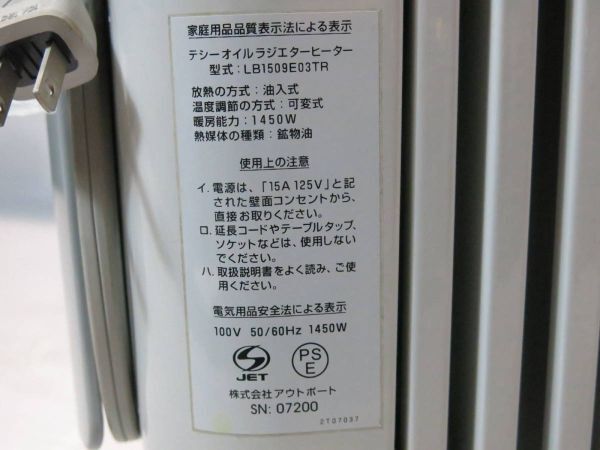 家庭用品品質表示法による表示
テシーオイルラジエターヒーター
型式：LB1509E03TR
放熱の方式：油入式
温度調節の方式：可変式
暖房能力：1450W
熱媒体の種類：鉱物油
使用上の注意
イ．電源は、「15A 125V」と記
された壁面コンセントから、
直接お取りください。
ロ．延長コードやテーブルタップ、
ソケットなどは、使用しない
でください。
ハ．取扱説明書をよく読み、ご使
用ください。
電気用品安全法による表示
100V 50/60Hz 1450W
JET
PS
E
株式会社アウトポート
SN: 07200
2T07037